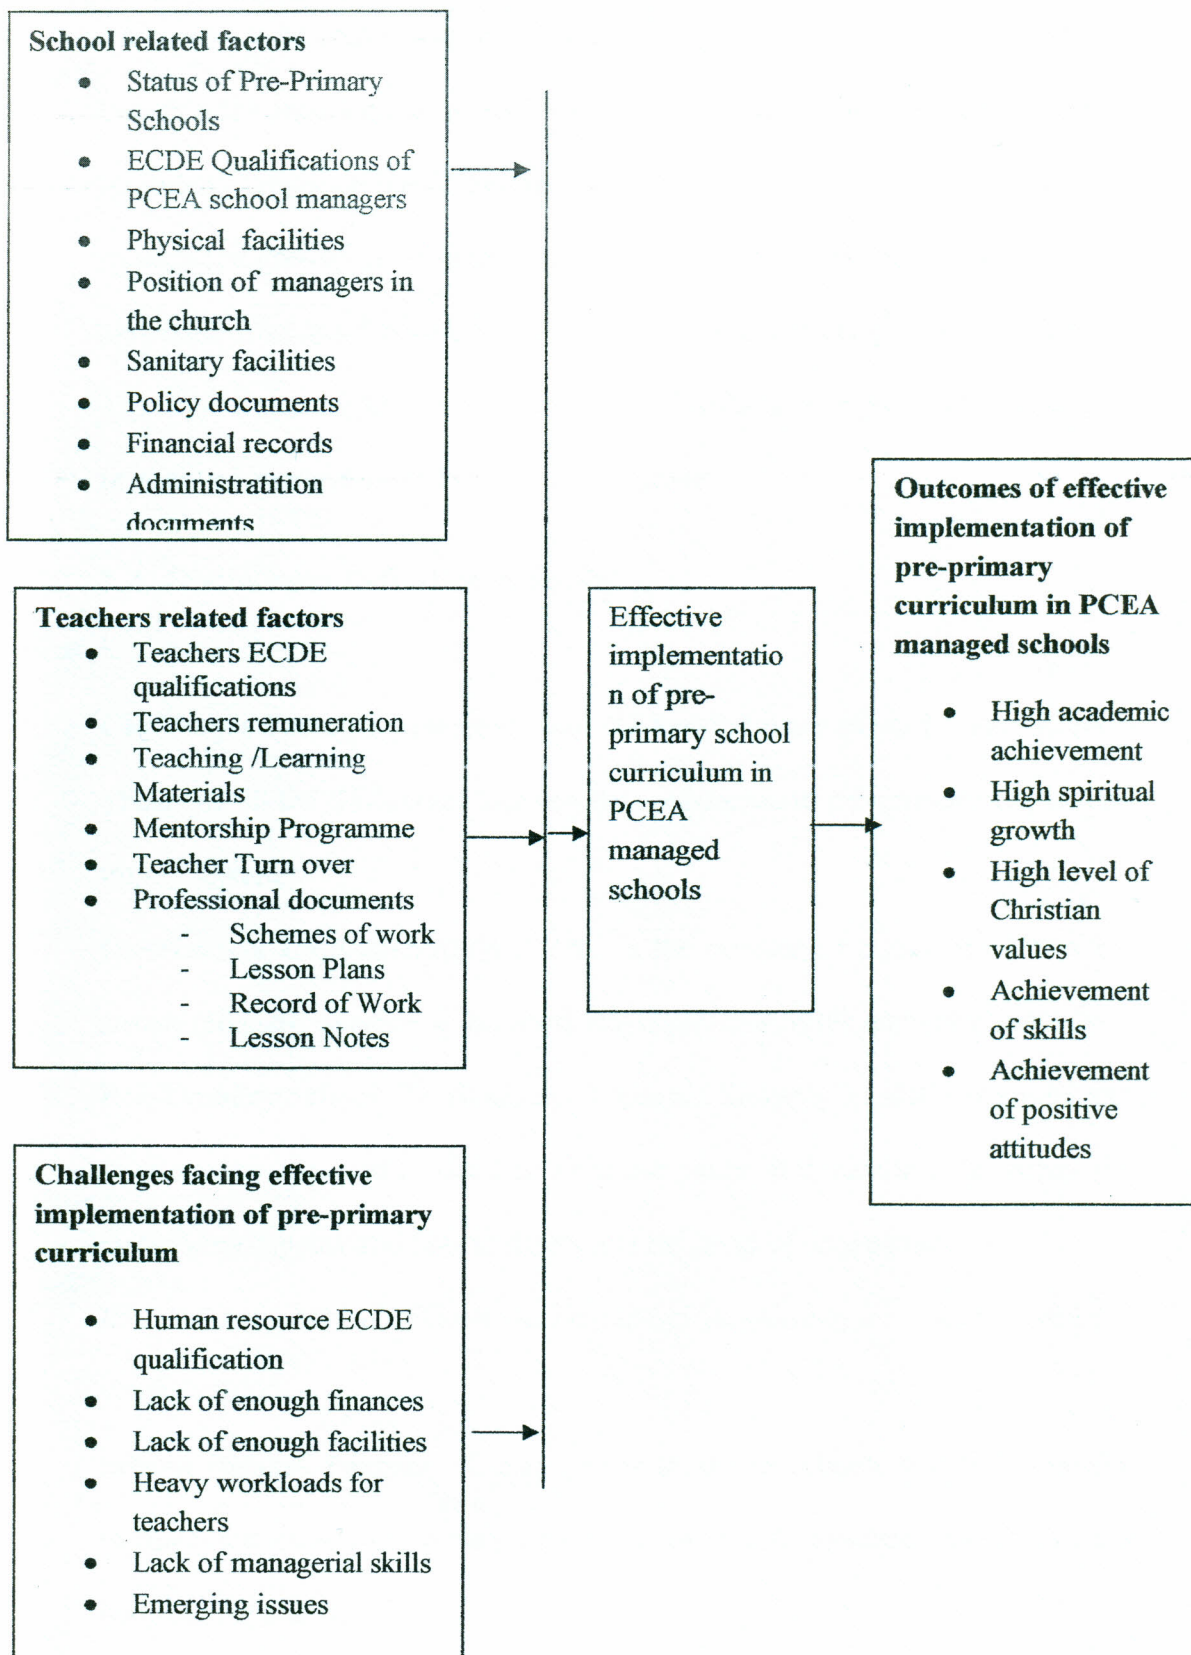 School related factors
• Status of Pre-Primary
Schools
• ECDE Qualifications of
PCEA school managers
• Physical facilities
• Position of managers in
the church
• Sanitary facilities
• Policy documents
• Financial records
• Administratition
documents
Teachers related factors
• Teachers ECDE
qualifications
• Teachers remuneration
• Teaching /Learning
Materials
• Mentorship Programme
• Teacher Turn over
• Professional documents
- Schemes of work
- Lesson Plans
- Record of Work
- Lesson Notes
Challenges facing effective
implementation of pre-primary
curriculum
• Human resource ECDE
qualification
• Lack of enough finances
• Lack of enough facilities
• Heavy workloads for
teachers
• Lack of managerial skills
• Emerging issues
Effective
implementatio
n of pre-
primary school
curriculum in
PCEA
managed
schools
Outcomes of effective
implementation of
pre-primary
curriculum in PCEA
managed schools
• High academic
achievement
• High spiritual
growth
• High level of
Christian
values
• Achievement
of skills
• Achievement
of positive
attitudes